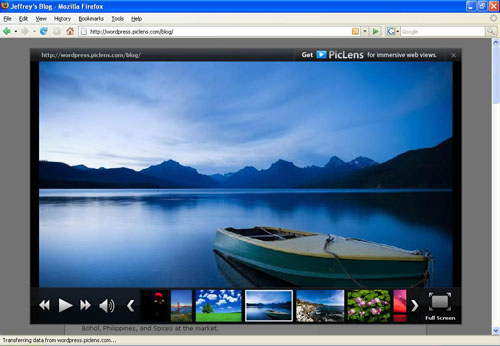 Jeffrey's Blog - Mozilla Firefox
File Edit View History Bookmarks Tools Help
http://wordpress.piclens.com/blog/
Google
http://wordpress.piclens.com/blog/ Get PicLens for immersive web views.
Full Screen
Bohol, Philippines, and Spices at the market.
Transferring data from wordpress.piclens.com...